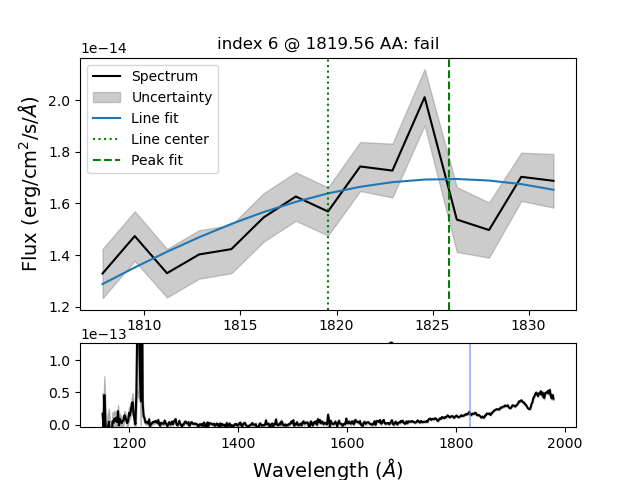 index 6 @ 1819.56 AA: fail
1e−14
Flux (erg/cm²/s/Å)
2.0
1.8
1.6
1.4
1.2
Spectrum
Uncertainty
Line fit
Line center
Peak fit
1810
1815
1820
1825
1830
1e−13
1.0
0.5
0.0
1200
1400
1600
1800
2000
Wavelength (Å)